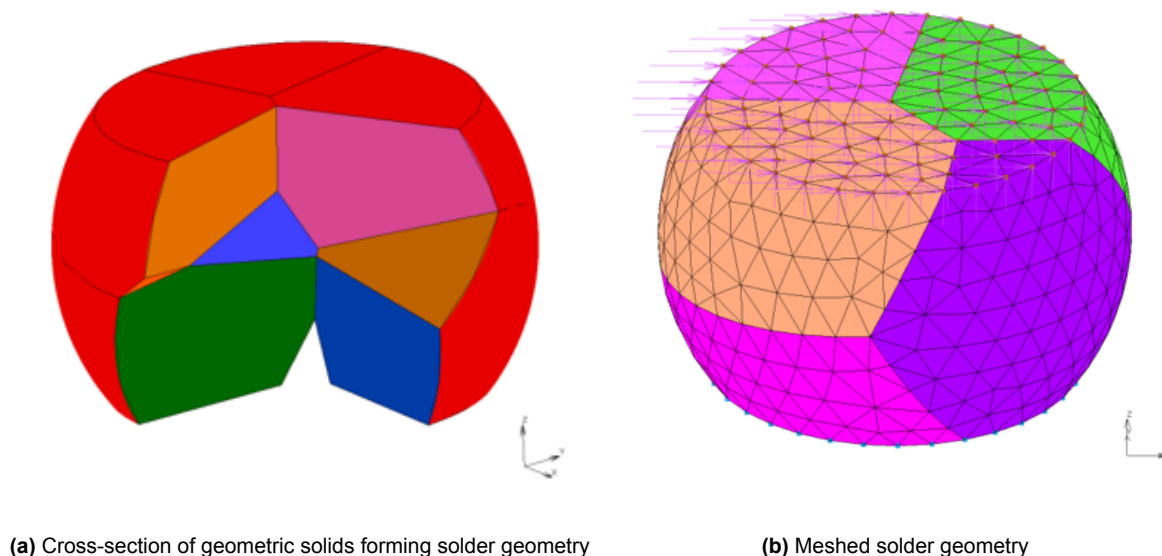 Z
Y
X
Z
(a) Cross-section of geometric solids forming solder geometry
(b) Meshed solder geometry